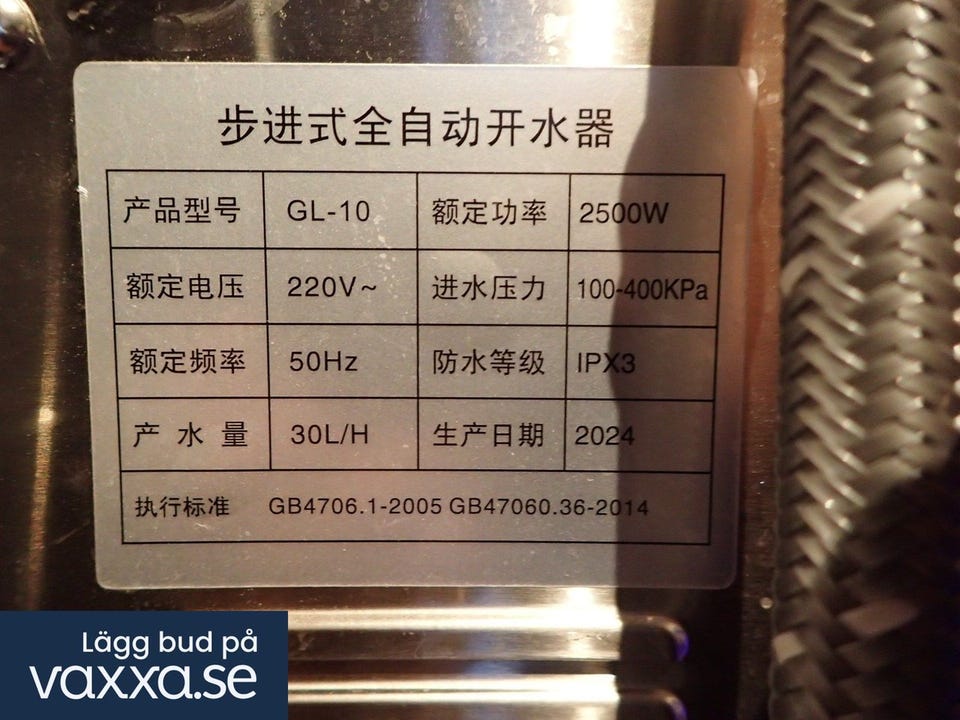 步进式全自动开水器
产品型号 GL-10 额定功率 2500W
额定电压 220V~ 进水压力 100-400KPa
额定频率 50Hz 防水等级 IPX3
产水量 30L/H 生产日期 2024
执行标准 GB4706.1-2005 GB47060.36-2014
Lägg bud på
vaxxa.se